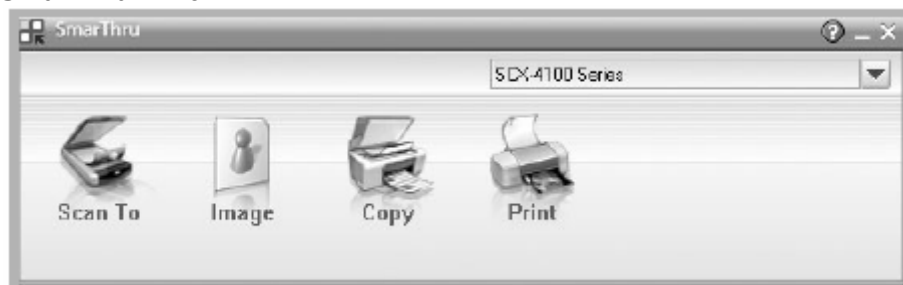 SmarThru
SCX-4100 Series
Scan To
Image
Copy
Print